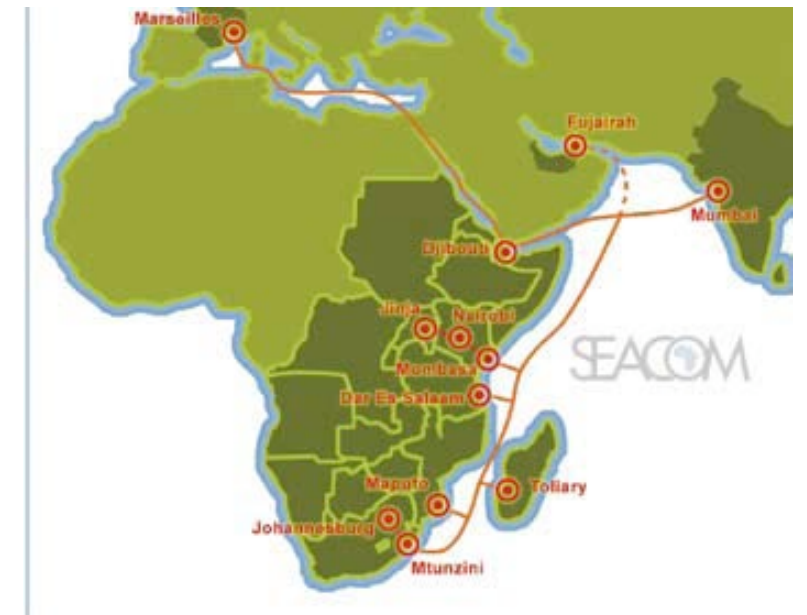 Marseilles
Fujairah
Mumbai
Djibouti
Jinja
Nairobi
Mombasa
SEACOM
Dar Es Salaam
Maputo
Toliary
Johannesburg
Mtunzini